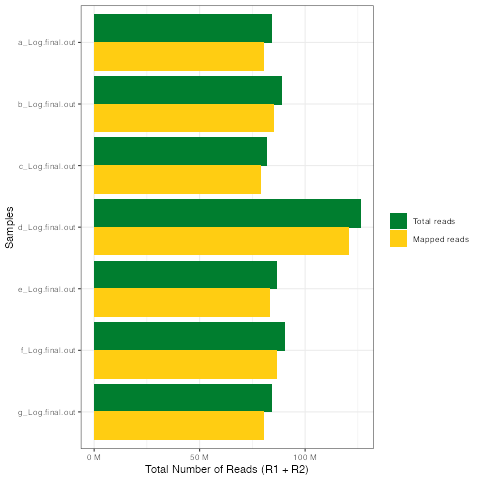 a_Log.final.out
b_Log.final.out
c_Log.final.out
d_Log.final.out
e_Log.final.out
f_Log.final.out
g_Log.final.out
Samples
0 M
50 M
100 M
Total Number of Reads (R1 + R2)
Total reads
Mapped reads